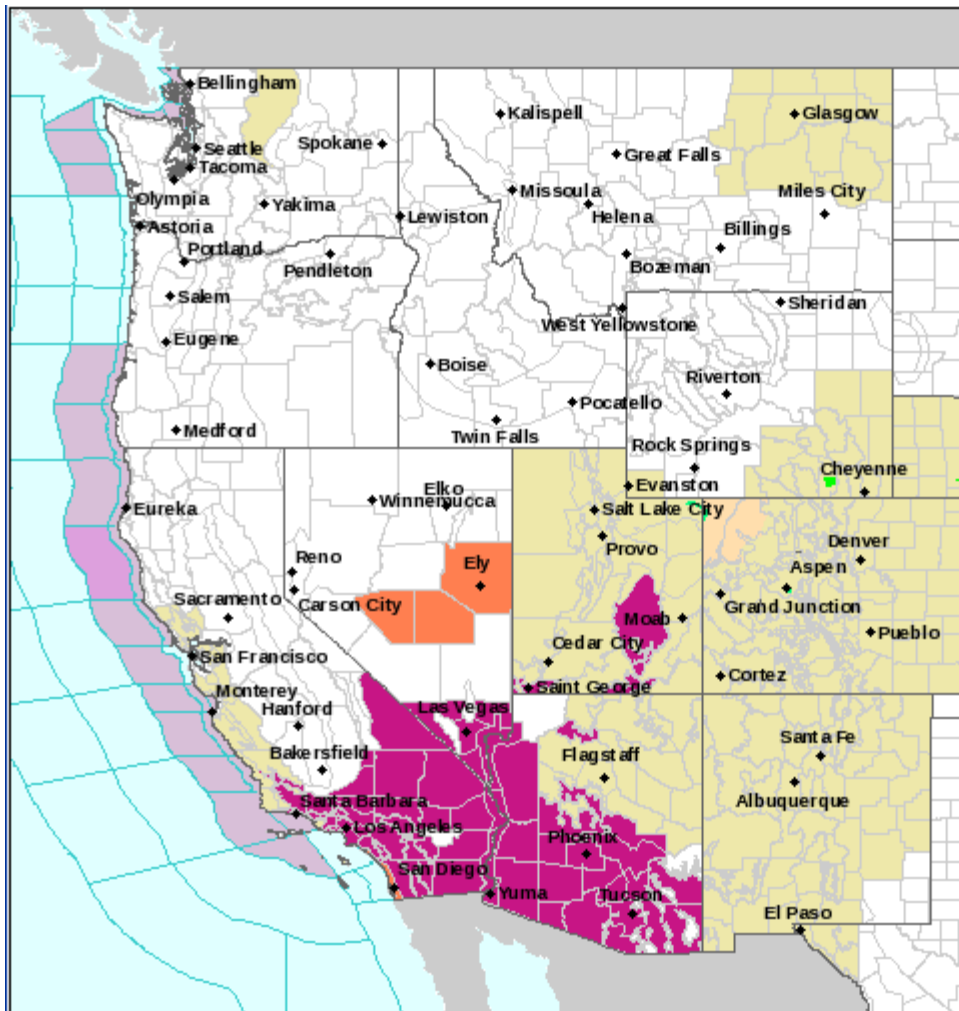 Bellingham
Kalispell
Glasgow
Seattle
Spokane
Great Falls
Tacoma
Missoula
Miles City
Olympia
Yakima
Lewiston
Helena
Astoria
Billings
Portland
Pendleton
Bozeman
Salem
Sheridan
West Yellowstone
Eugene
Boise
Riverton
Pocatello
Medford
Twin Falls
Rock Springs
Cheyenne
Evanston
Elko
Winnemucca
Eureka
Salt Lake City
Provo
Denver
Reno
Ely
Aspen
Carson City
Sacramento
Grand Junction
Moab
Pueblo
Cedar City
San Francisco
Cortez
Saint George
Monterey
Hanford
Las Vegas
Bakersfield
Flagstaff
Santa Fe
Albuquerque
Santa Barbara
Los Angeles
Phoenix
San Diego
Yuma
Tucson
El Paso